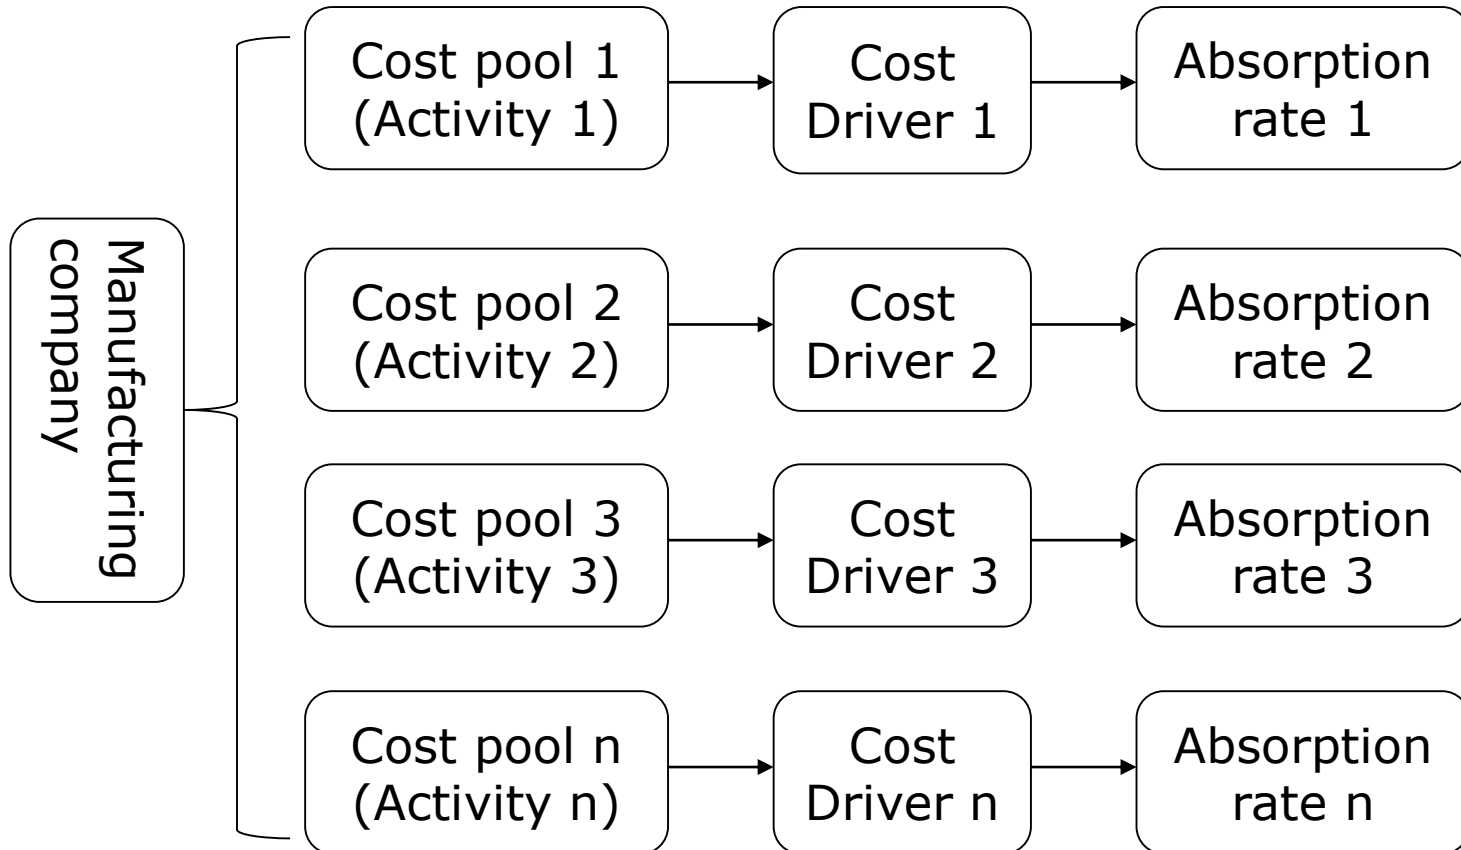 Manufacturing
company
Cost pool 1
(Activity 1)
Cost
Driver 1
Absorption
rate 1
Cost pool 2
(Activity 2)
Cost
Driver 2
Absorption
rate 2
Cost pool 3
(Activity 3)
Cost
Driver 3
Absorption
rate 3
Cost pool n
(Activity n)
Cost
Driver n
Absorption
rate n